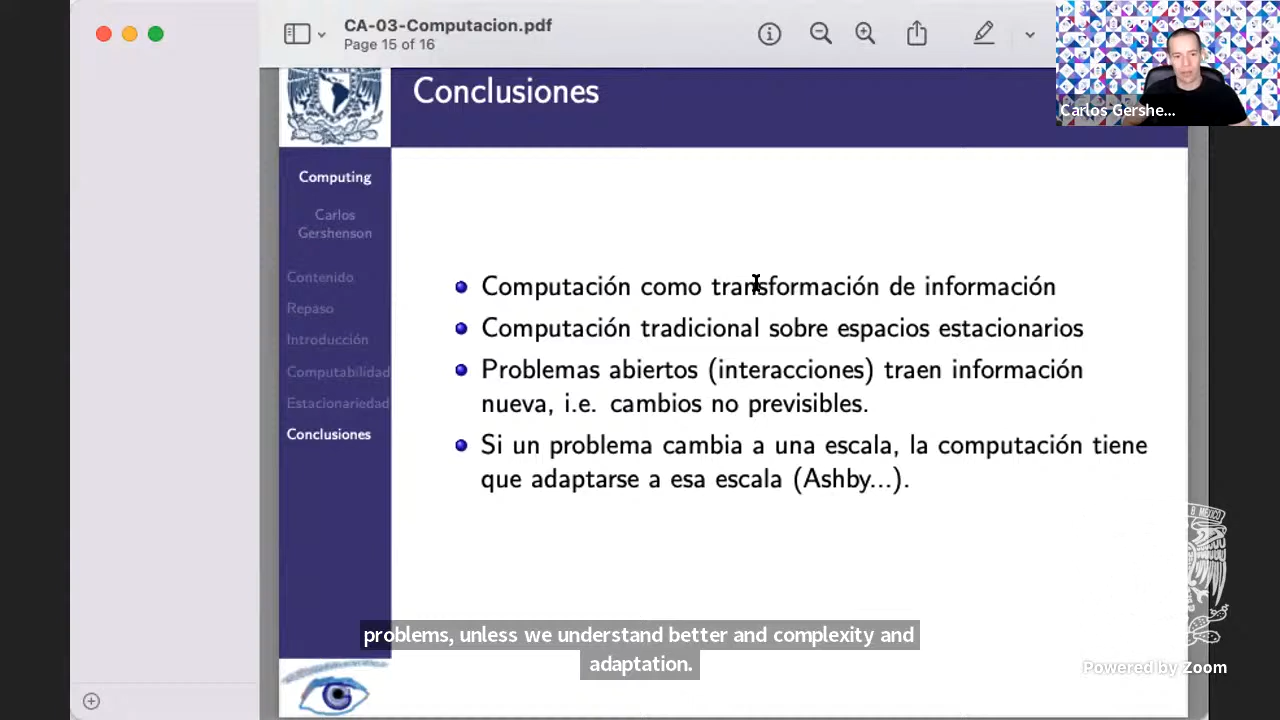 CA-03-Computacion.pdf
Page 15 of 16
Carlos Gershe...
Conclusiones
Computing
Carlos
Gershenson
Contenido
Repaso
Introducción
Computabilidad
Estacionariedad
Conclusiones
Computación como transformación de información
Computación tradicional sobre espacios estacionarios
Problemas abiertos (interacciones) traen información
nueva, i.e. cambios no previsibles.
Si un problema cambia a una escala, la computación tiene
que adaptarse a esa escala (Ashby...).
problems, unless we understand better and complexity and
adaptation.
Powered by Zoom